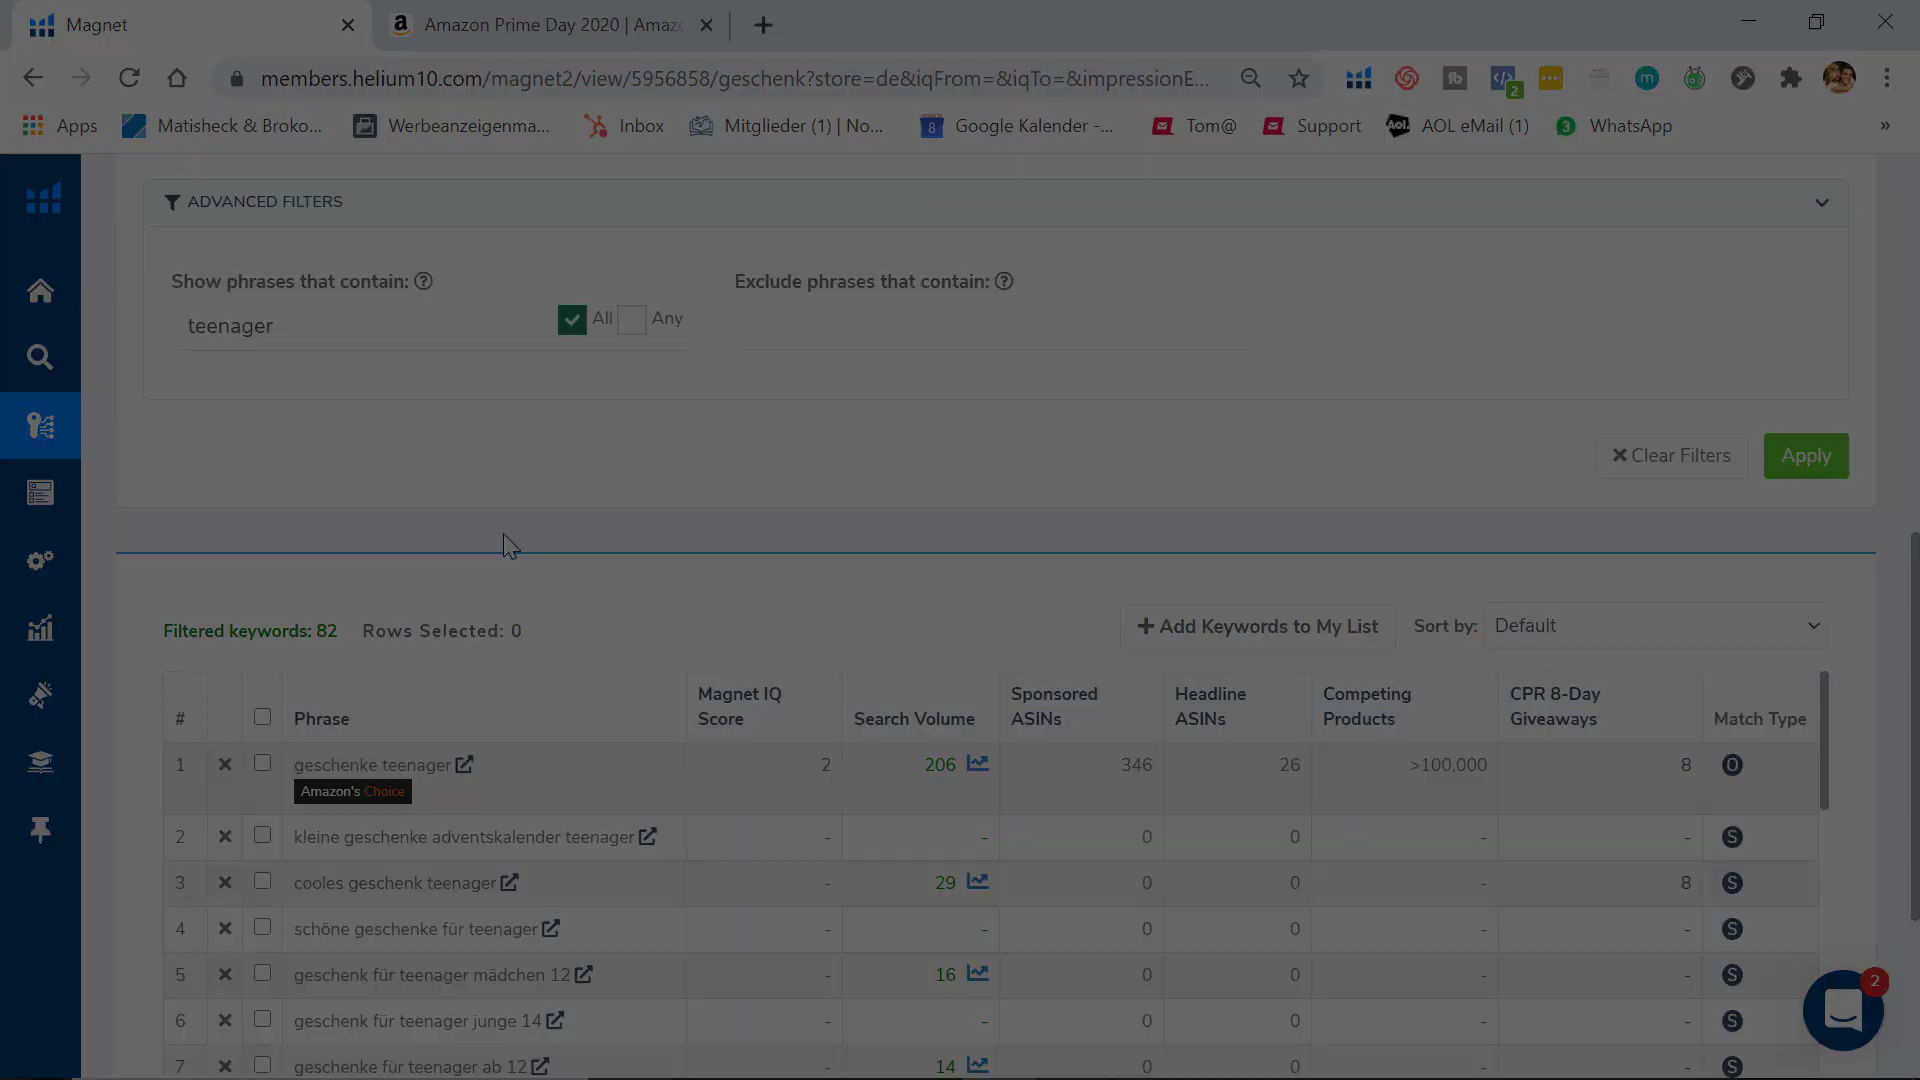 Magnet
Amazon Prime Day 2020 | Amaz
members.helium10.com/magnet2/view/5956858/geschenk?store=de&iqFrom=&iqTo=&impressionE...
2
Apps
Matisheck & Broko...
Werbeanzeigenma...
Inbox
Mitglieder (1) | No...
8
Google Kalender -...
Tom@
Support
Aol.
AOL eMail (1)
3
WhatsApp
»
ADVANCED FILTERS
Show phrases that contain: ?
Exclude phrases that contain: ?
teenager
All
Any
Clear Filters
Apply
Filtered keywords: 82
Rows Selected: 0
Add Keywords to My List
Sort by:
Default
# Phrase Magnet IQ Score Search Volume Sponsored ASINs Headline ASINs Competing Products CPR 8-Day Giveaways Match Type
1 geschenke teenager 2 206 346 26 >100,000 8 O
Amazon's Choice
2 kleine geschenke adventskalender teenager - - 0 0 - - S
3 cooles geschenk teenager - 29 0 0 - 8 S
4 schöne geschenke für teenager - - 0 0 - - S
5 geschenk für teenager mädchen 12 - 16 0 0 - - S
6 geschenk für teenager junge 14 - - 0 0 - - S
7 geschenke für teenager ab 12 - 14 0 0 - - S
2